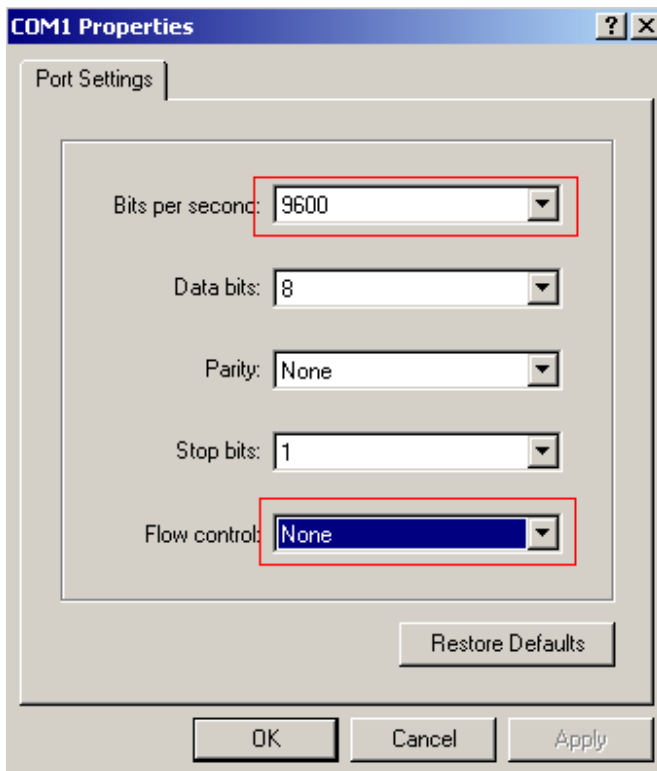 COM1 Properties
Port Settings
Bits per second: 9600
Data bits: 8
Parity: None
Stop bits: 1
Flow control: None
Restore Defaults
OK Cancel Apply